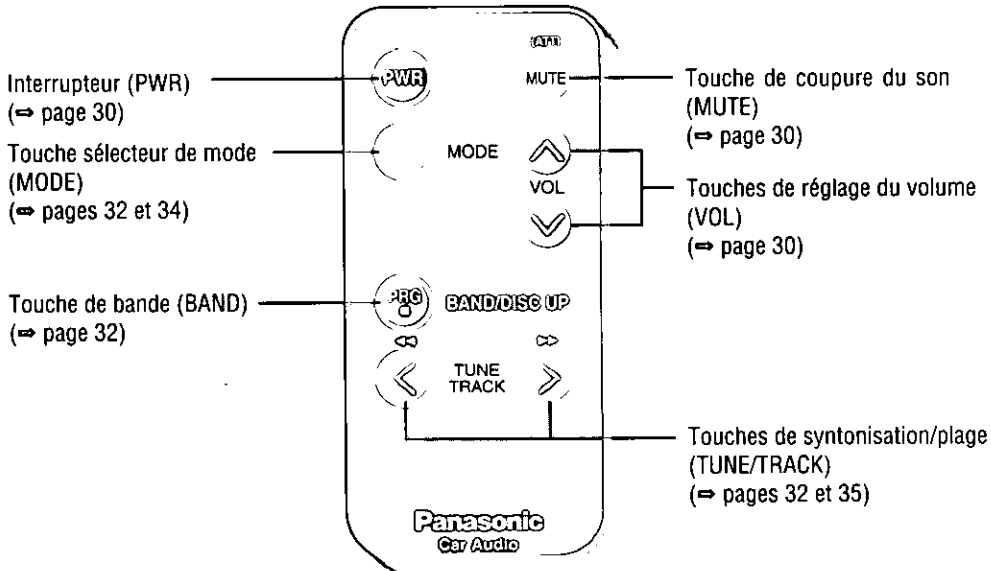 Interrupteur (PWR)
(⇒ page 30)
Touche sélecteur de mode
(MODE)
(⇒ pages 32 et 34)
Touche de bande (BAND)
(⇒ page 32)
(ATT)
PWR
MUTE
MODE
VOL
PRG
BAND/DISC UP
TUNE
TRACK
Panasonic
Car Audio
Touche de coupure du son
(MUTE)
(⇒ page 30)
Touches de réglage du volume
(VOL)
(⇒ page 30)
Touches de syntonisation/plage
(TUNE/TRACK)
(⇒ pages 32 et 35)